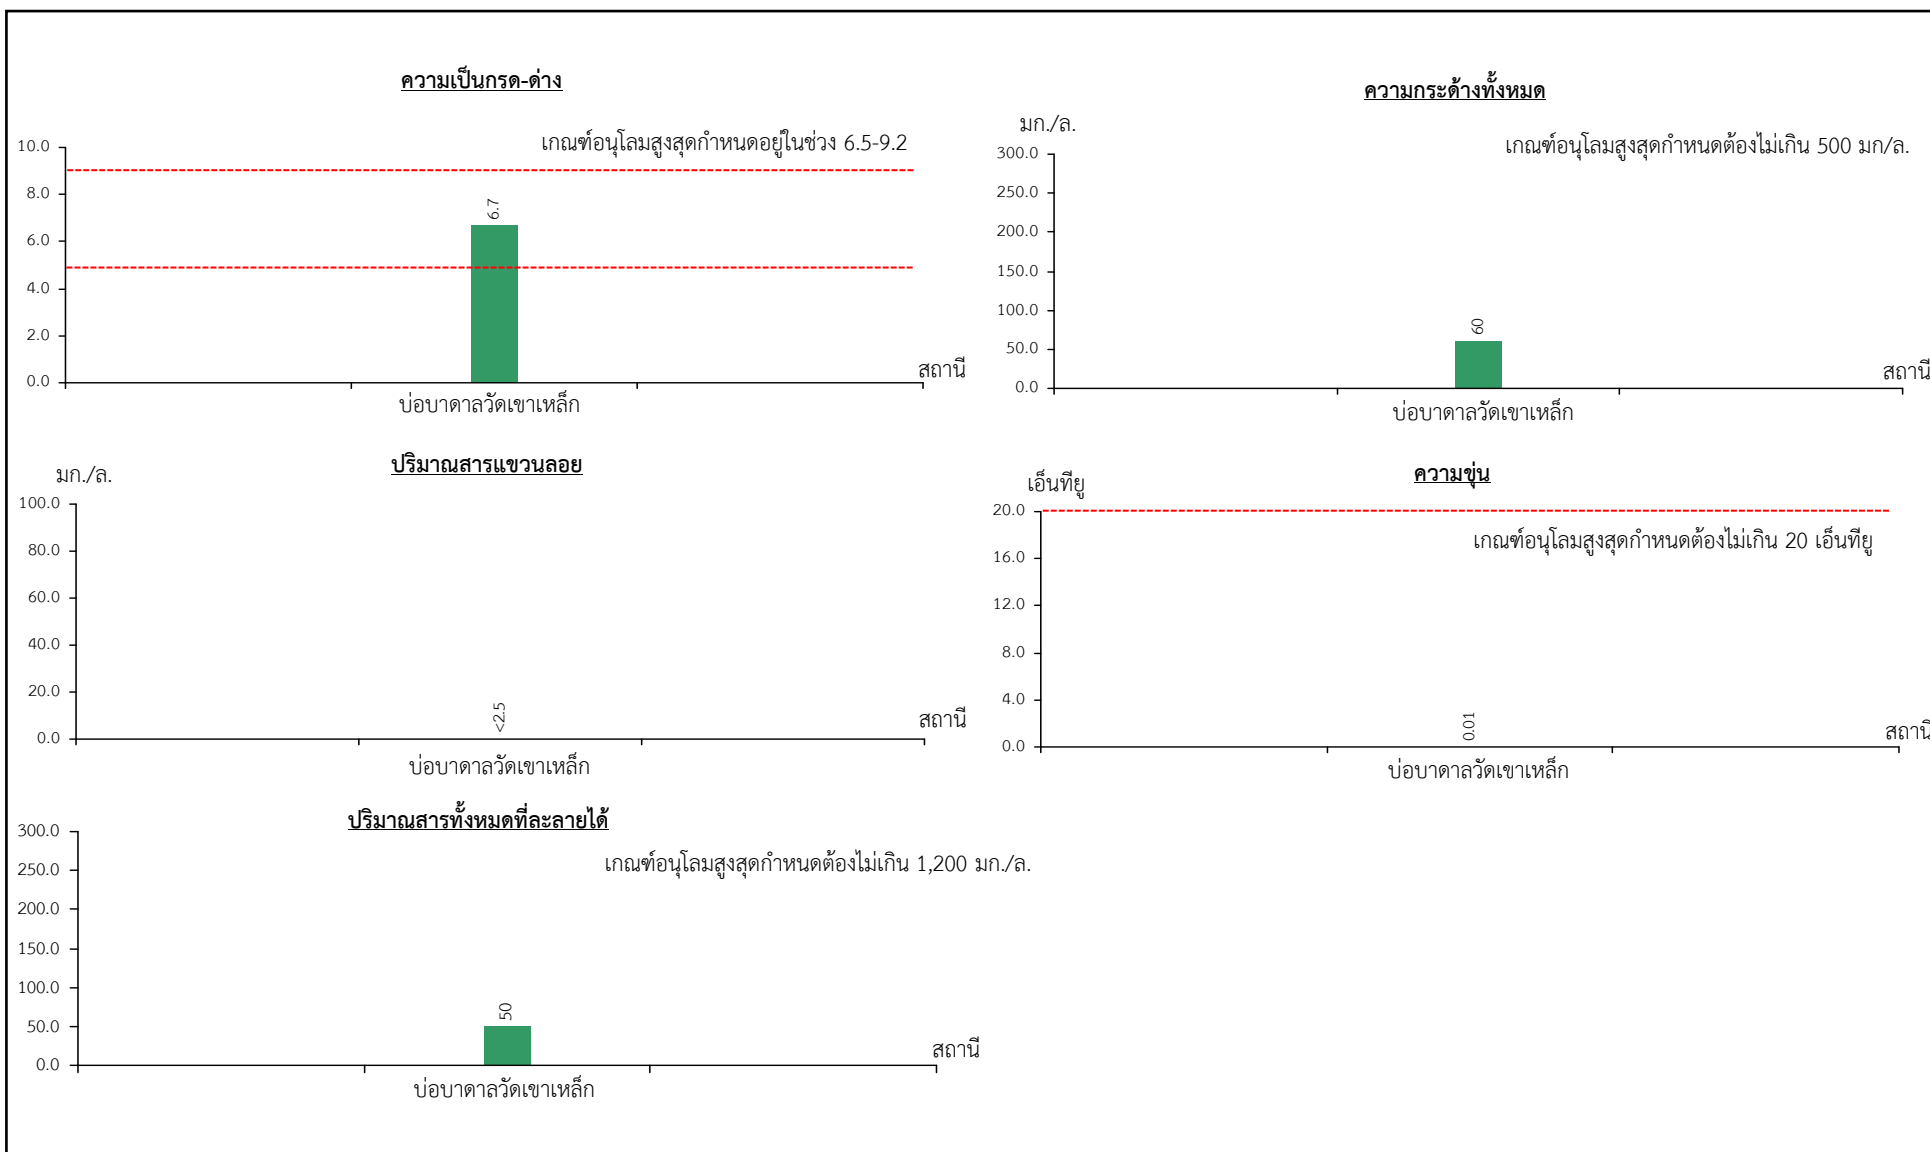 ความเป็นกรด-ด่าง
เกณฑ์อนุโลมสูงสุดกำหนดอยู่ในช่วง 6.5-9.2
10.0
8.0
6.0
4.0
2.0
0.0
6.7
สถานี
บ่อบาดาลวัดเขาเหล็ก
ความกระด้างทั้งหมด
มก./ล.
เกณฑ์อนุโลมสูงสุดกำหนดต้องไม่เกิน 500 มก/ล.
300.0
250.0
200.0
150.0
100.0
50.0
0.0
60
สถานี
บ่อบาดาลวัดเขาเหล็ก
ปริมาณสารแขวนลอย
มก./ล.
100.0
80.0
60.0
40.0
20.0
0.0
<2.5
สถานี
บ่อบาดาลวัดเขาเหล็ก
ความขุ่น
เอ็นทียู
20.0
16.0
12.0
8.0
4.0
0.0
เกณฑ์อนุโลมสูงสุดกำหนดต้องไม่เกิน 20 เอ็นทียู
0.01
สถานี
บ่อบาดาลวัดเขาเหล็ก
ปริมาณสารทั้งหมดที่ละลายได้
เกณฑ์อนุโลมสูงสุดกำหนดต้องไม่เกิน 1,200 มก./ล.
300.0
250.0
200.0
150.0
100.0
50.0
0.0
50
สถานี
บ่อบาดาลวัดเขาเหล็ก